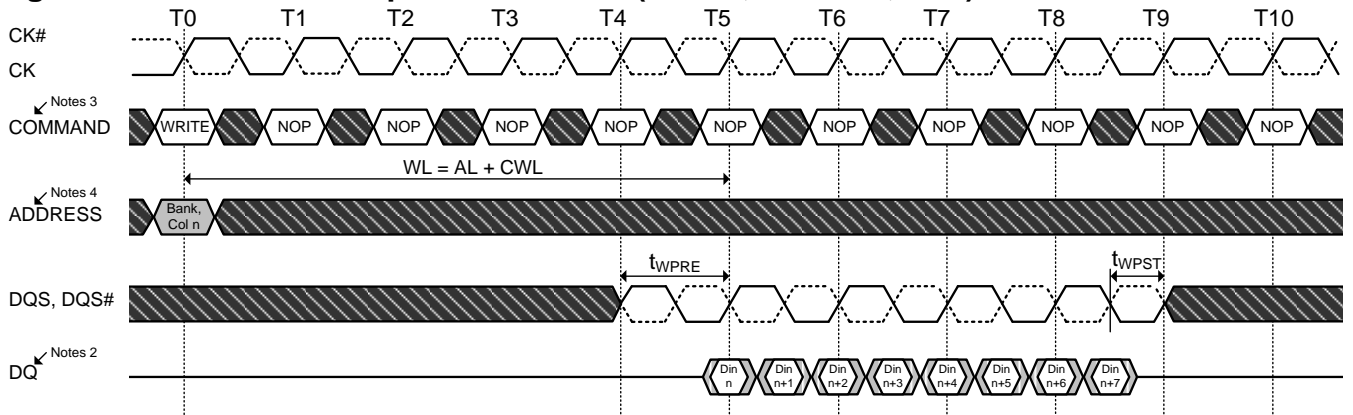 T0 T1 T2 T3 T4 T5 T6 T7 T8 T9 T10
CK#
CK
Notes 3
COMMAND
WRITE NOP NOP NOP NOP NOP NOP NOP NOP NOP NOP
WL = AL + CWL
Notes 4
ADDRESS
Bank,
Col n
tWPRE
tWPST
DQS, DQS#
Notes 2
DQ
Din n
Din n+1
Din n+2
Din n+3
Din n+4
Din n+5
Din n+6
Din n+7